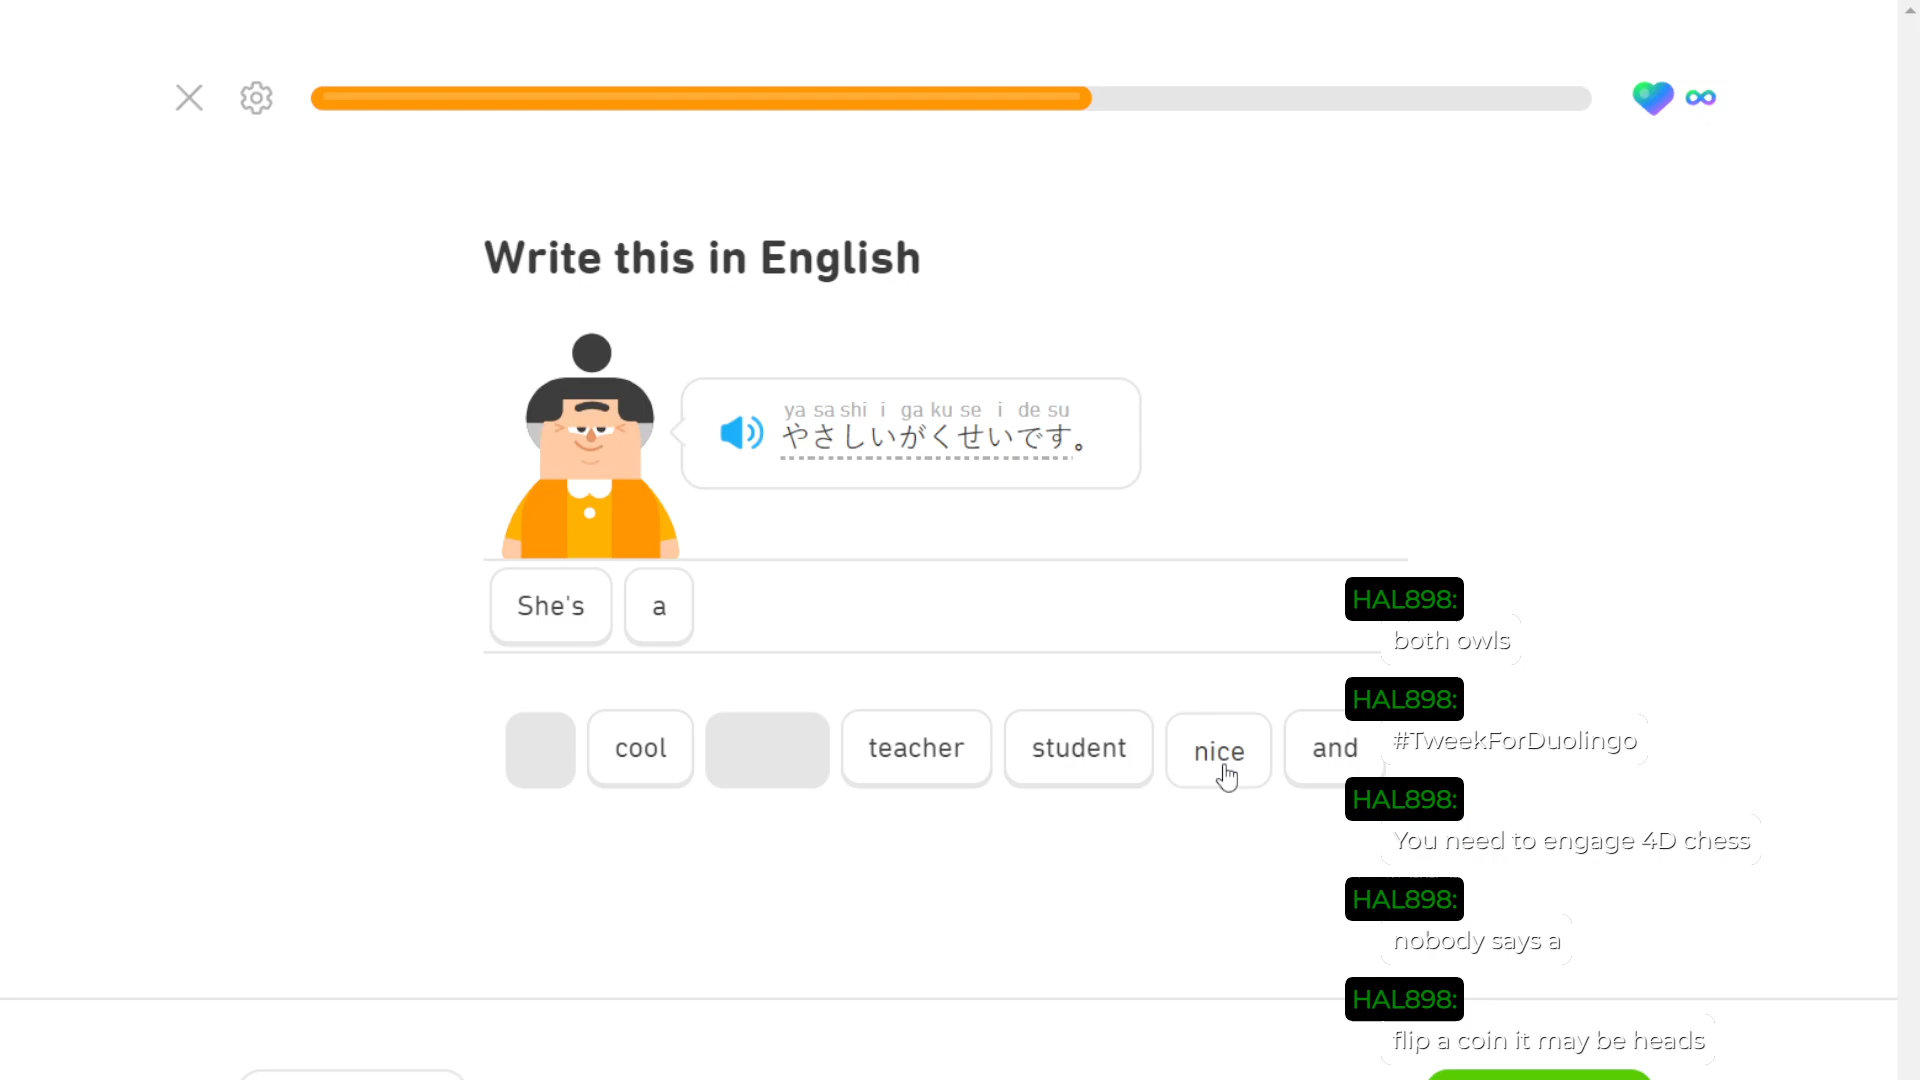 Write this in English
ya sa shi i ga ku se i de su
やさしいがくせいです。
She's a
cool teacher student nice and
HAL898:
both owls
HAL898:
#TweekForDuolingo
HAL898:
You need to engage 4D chess
HAL898:
nobody says a
HAL898:
flip a coin it may be heads